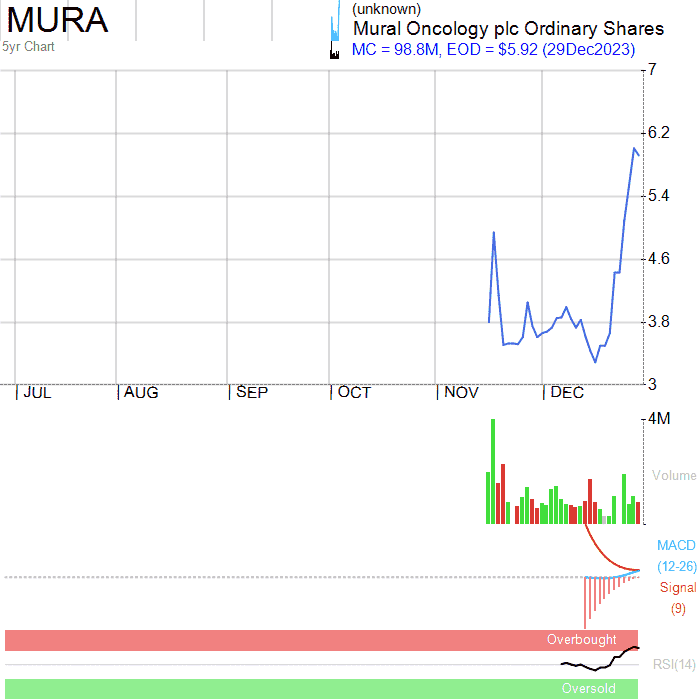 MURA
5yr Chart
(unknown)
Mural Oncology plc Ordinary Shares
MC = 98.8M, EOD = $5.92 (29Dec2023)
7
6.2
5.4
4.6
3.8
3
JUL AUG SEP OCT NOV DEC
4M
Volume
MACD
(12-26)
Signal
(9)
Overbought
RSI(14)
Oversold